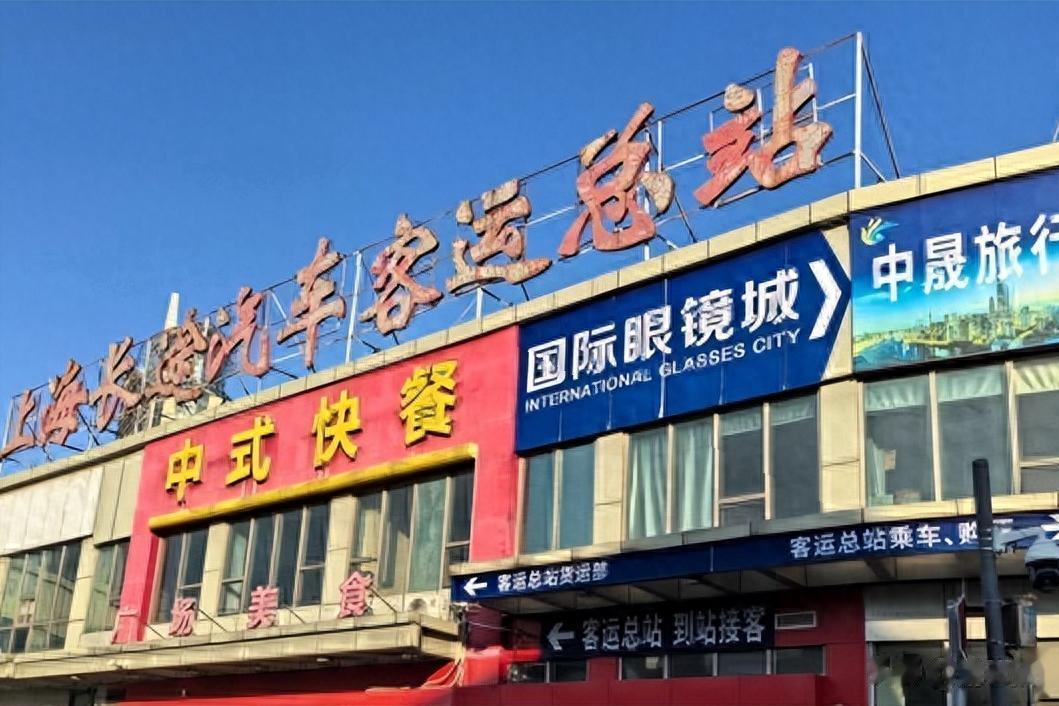 上海长途汽车客运总站
中式快餐
国际眼镜城
INTERNATIONAL GLASSES CITY
中晟旅行
客运总站货运部
客运总站乘车、购
广场美食
客运总站 到站接客